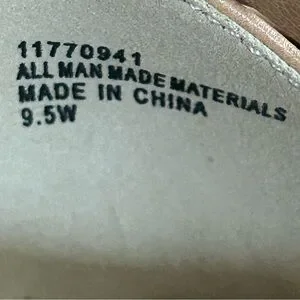 11770941
ALL MAN MADE MATERIALS
MADE IN CHINA
9.5W